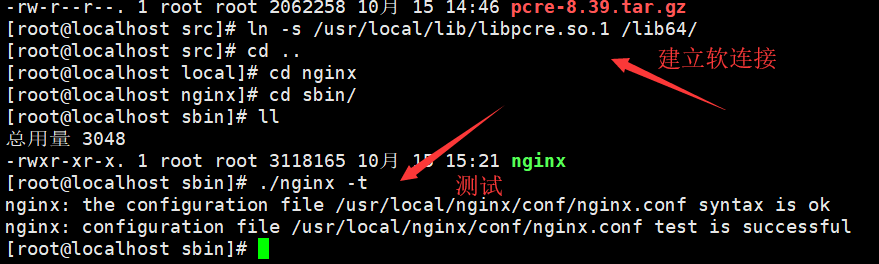 -rw-r--r--. 1 root root 2062258 10月 15 14:46 pcre-8.39.tar.gz
[root@localhost src]# ln -s /usr/local/lib/libpcre.so.1 /lib64/
[root@localhost src]# cd ..
建立软连接
[root@localhost local]# cd nginx
[root@localhost nginx]# cd sbin/
[root@localhost sbin]# ll
总用量 3048
-rwxr-xr-x. 1 root root 3118165 10月 15 15:21 nginx
[root@localhost sbin]# ./nginx -t
测试
nginx: the configuration file /usr/local/nginx/conf/nginx.conf syntax is ok
nginx: configuration file /usr/local/nginx/conf/nginx.conf test is successful
[root@localhost sbin]#